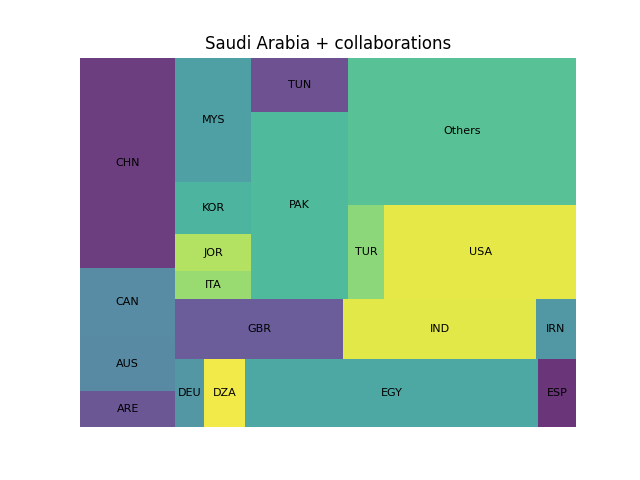 Saudi Arabia + collaborations
TUN
MYS
Others
CHN
PAK
KOR
JOR
TUR
USA
ITA
CAN
GBR
IND
IRN
AUS
DEU
DZA
EGY
ESP
ARE